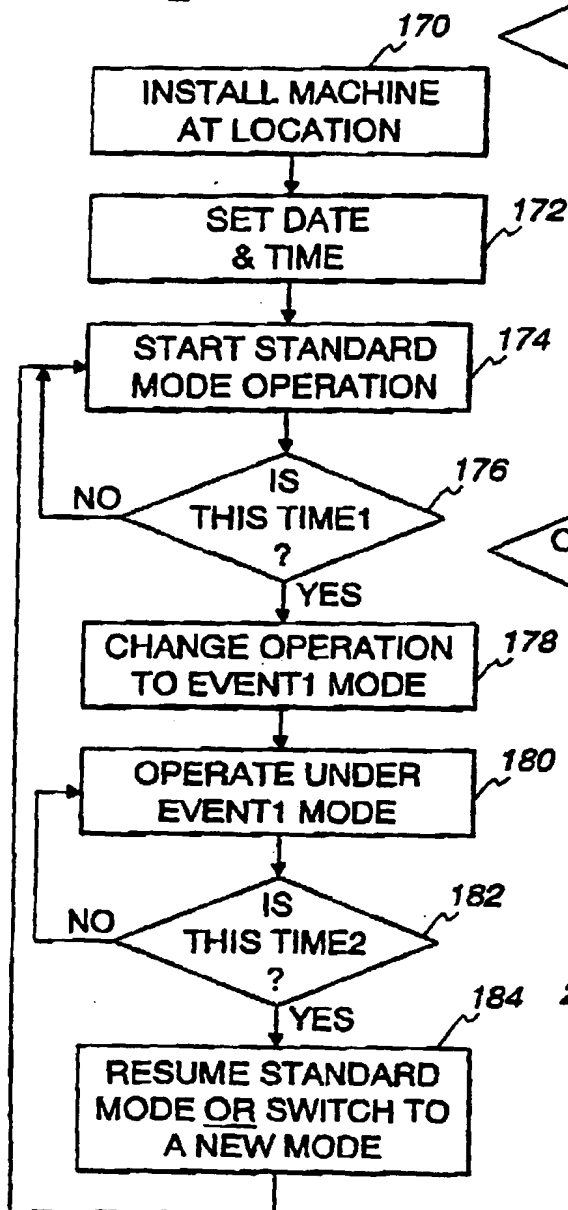 170
INSTALL MACHINE
AT LOCATION
172
SET DATE
& TIME
174
START STANDARD
MODE OPERATION
176
IS
THIS TIME1
?
NO
YES
178
CHANGE OPERATION
TO EVENT1 MODE
180
OPERATE UNDER
EVENT1 MODE
182
IS
THIS TIME2
?
NO
YES
184
RESUME STANDARD
MODE OR SWITCH TO
A NEW MODE